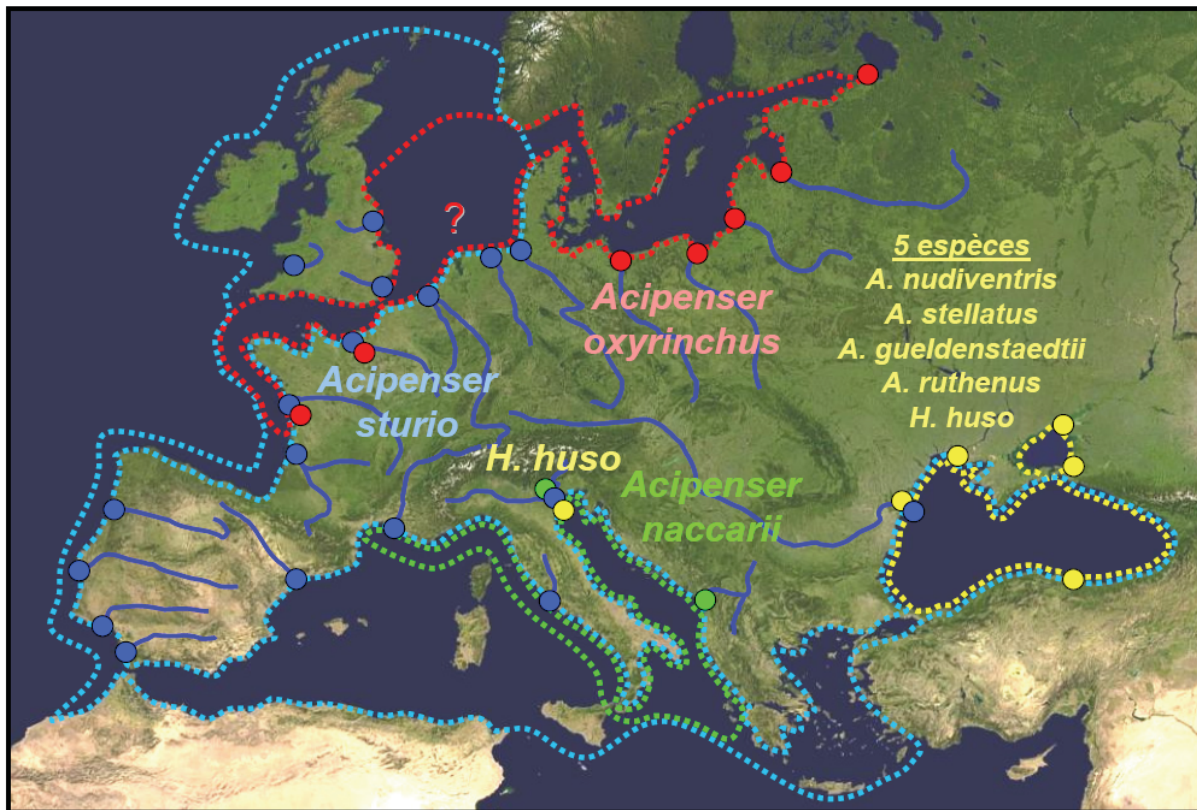 ?
5 espèces
A. nudiventris
A. stellatus
A. gueldenstaedtii
A. ruthenus
H. huso
Acipenser
oxyrinchus
Acipenser
sturio
H. huso
Acipenser
naccarii